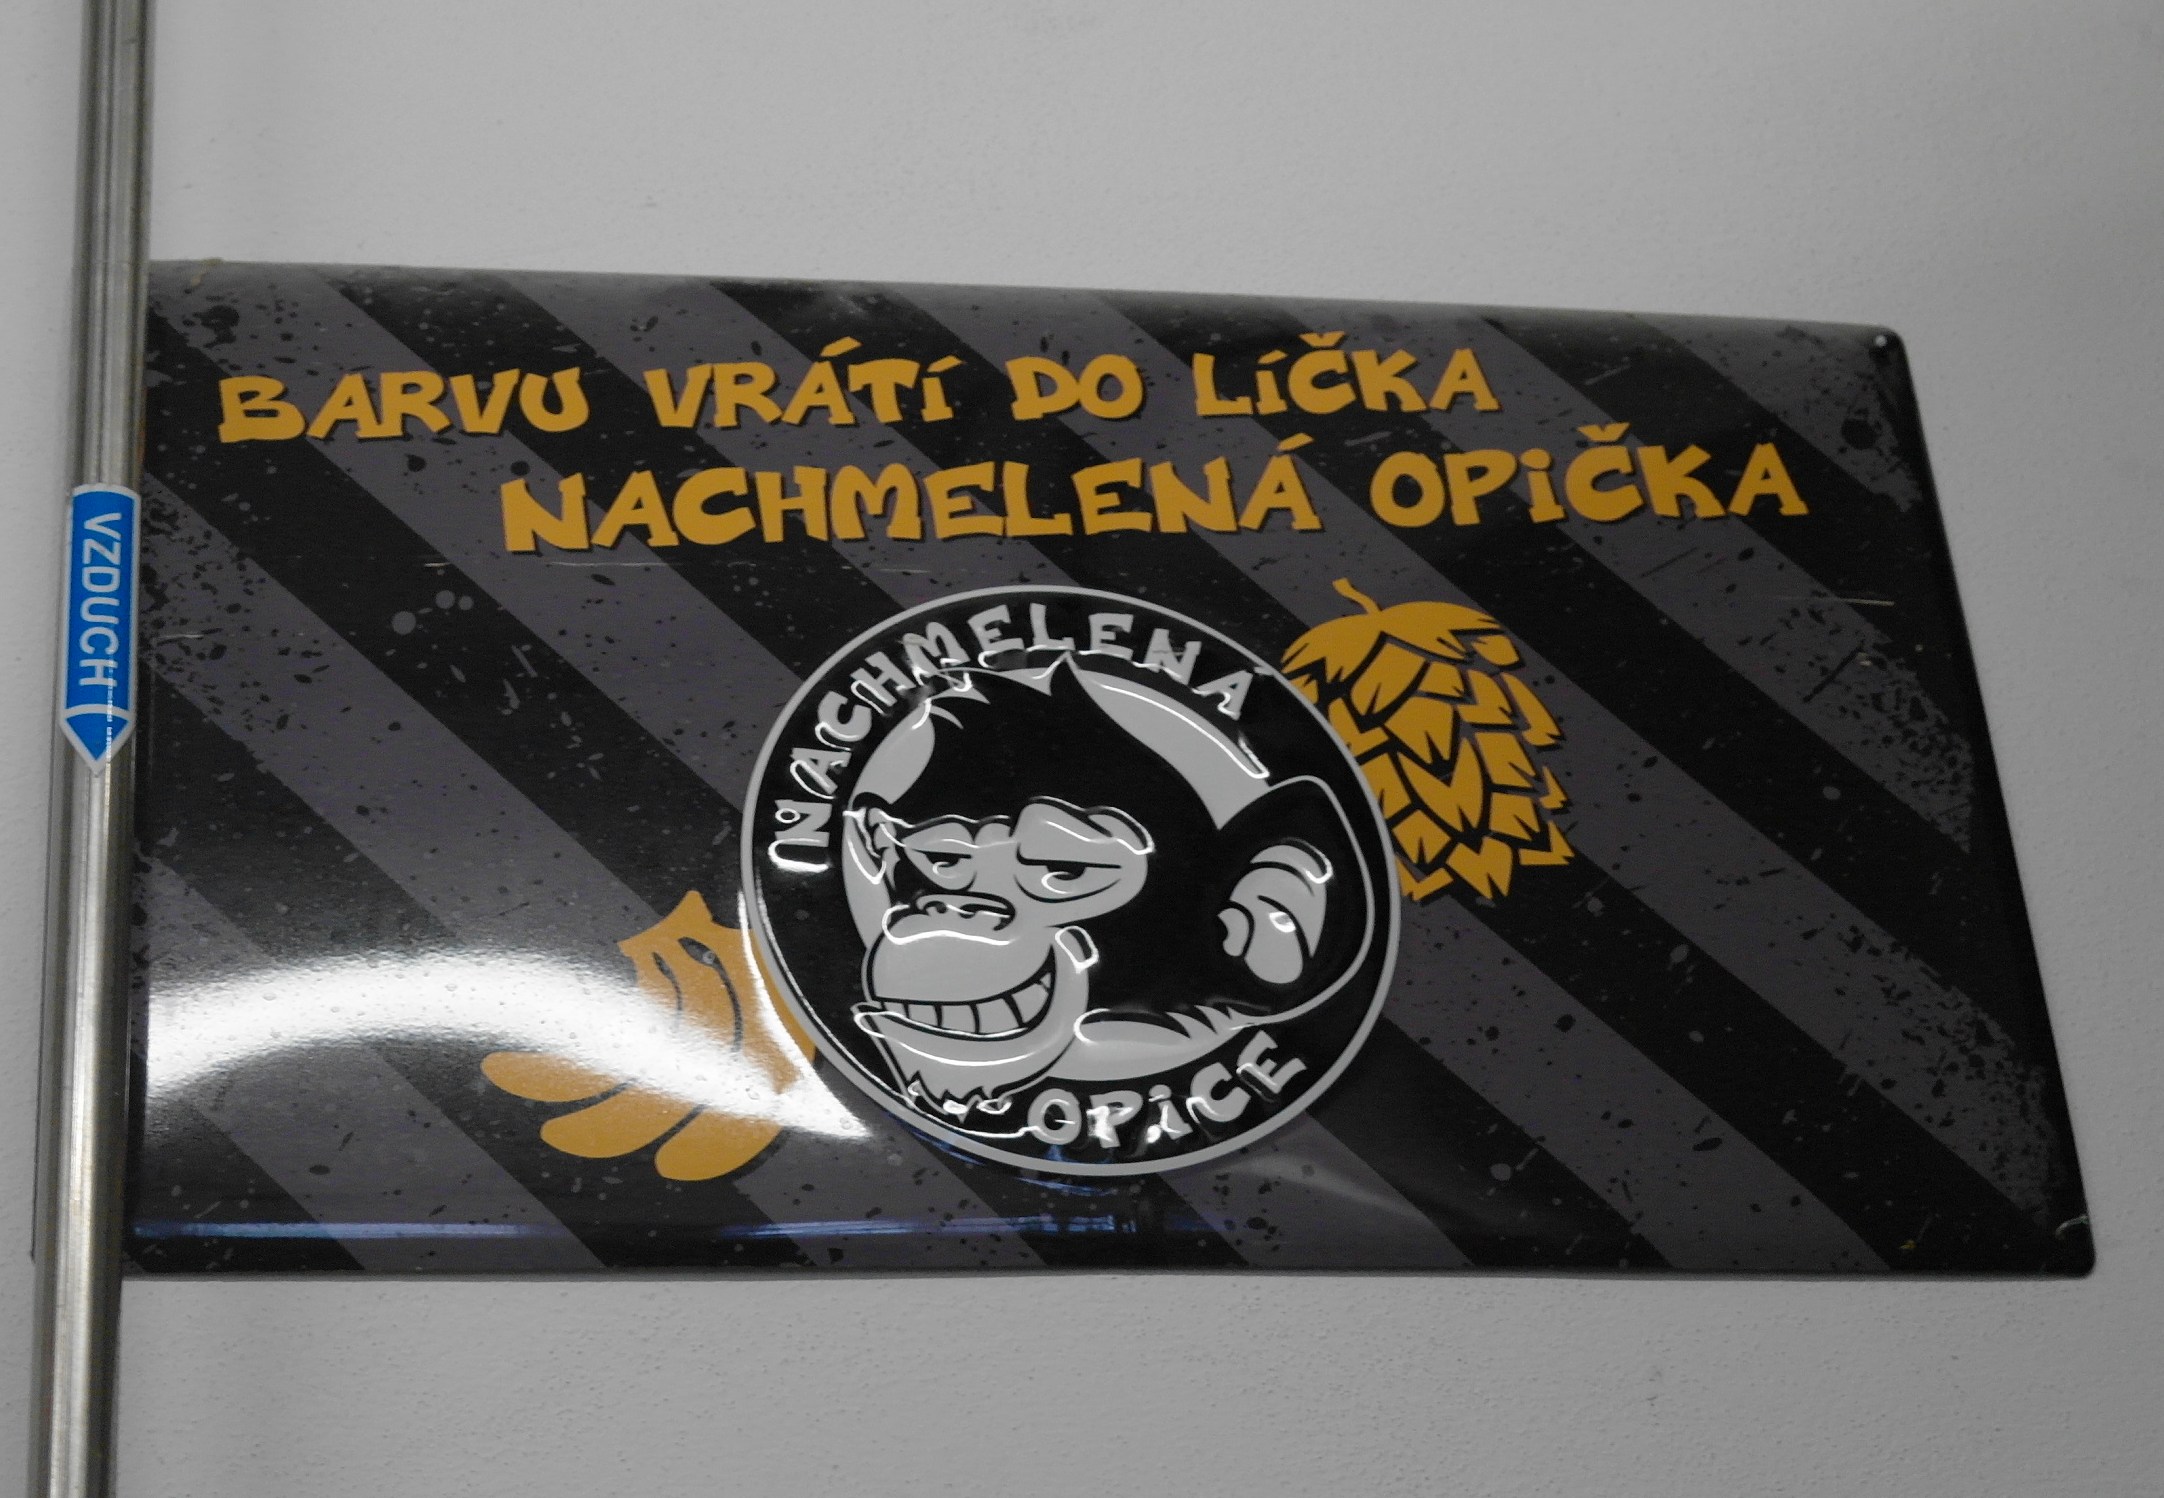 BARVU VRÁTÍ DO LÍČKA
NACHMELENÁ OPIČKA
VZDUCH
NACHMELENÁ
OPICE